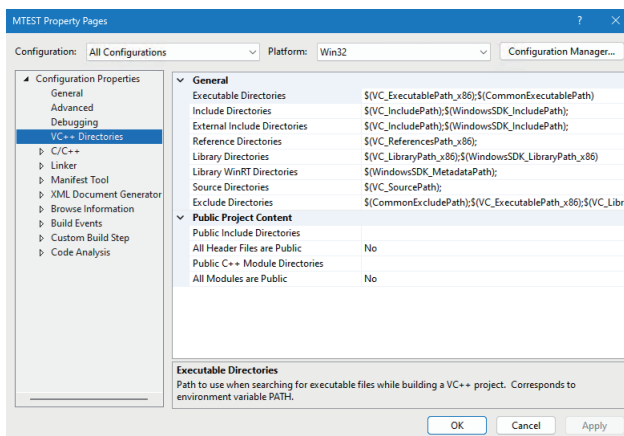 MTEST Property Pages ? ×
Configuration: All Configurations Platform: Win32 Configuration Manager...
Configuration Properties
General
Advanced
Debugging
VC++ Directories
C/C++
Linker
Manifest Tool
XML Document Generator
Browse Information
Build Events
Custom Build Step
Code Analysis
General
Executable Directories $(VC_ExecutablePath_x86);$(CommonExecutablePath)
Include Directories $(VC_IncludePath);$(WindowsSDK_IncludePath);
External Include Directories $(VC_IncludePath);$(WindowsSDK_IncludePath);
Reference Directories $(VC_ReferencesPath_x86);
Library Directories $(VC_LibraryPath_x86);$(WindowsSDK_LibraryPath_x86)
Library WinRT Directories $(WindowsSDK_MetadataPath);
Source Directories $(VC_SourcePath);
Exclude Directories $(CommonExcludePath);$(VC_ExecutablePath_x86);$(VC_Libr
Public Project Content
Public Include Directories
All Header Files are Public No
Public C++ Module Directories
All Modules are Public No
Executable Directories
Path to use when searching for executable files while building a VC++ project. Corresponds to
environment variable PATH.
OK Cancel Apply